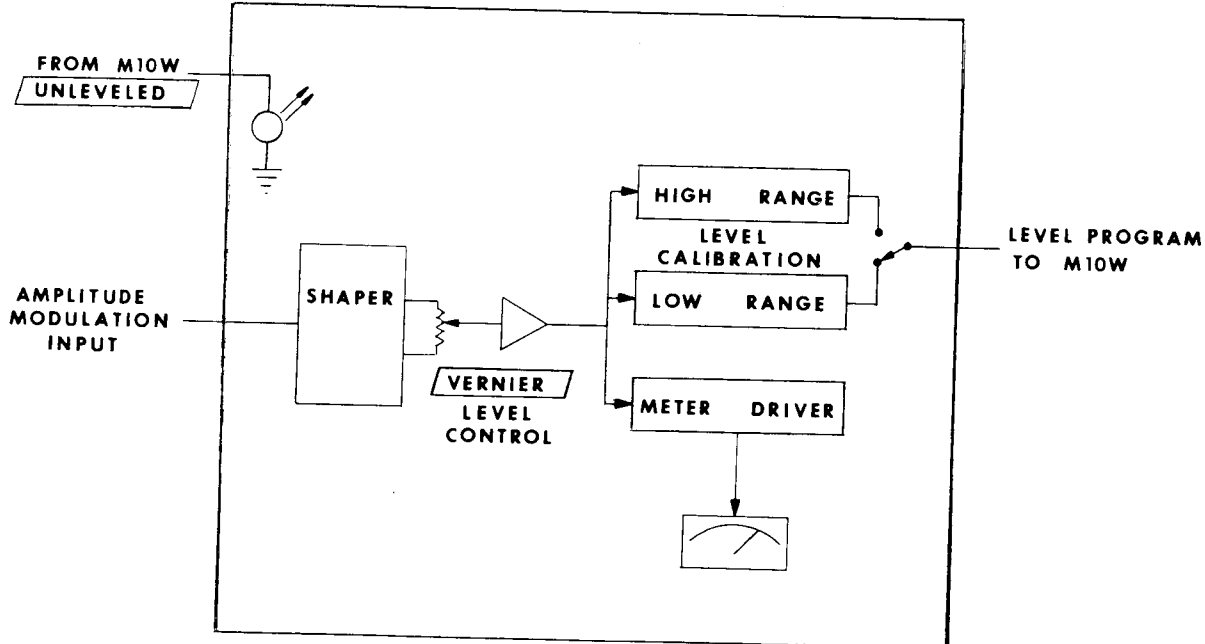 FROM M10W
UNLEVELED
AMPLITUDE
MODULATION
INPUT
SHAPER
VERNIER
LEVEL
CONTROL
HIGH RANGE
LEVEL
CALIBRATION
LOW RANGE
METER DRIVER
LEVEL PROGRAM
TO M10W